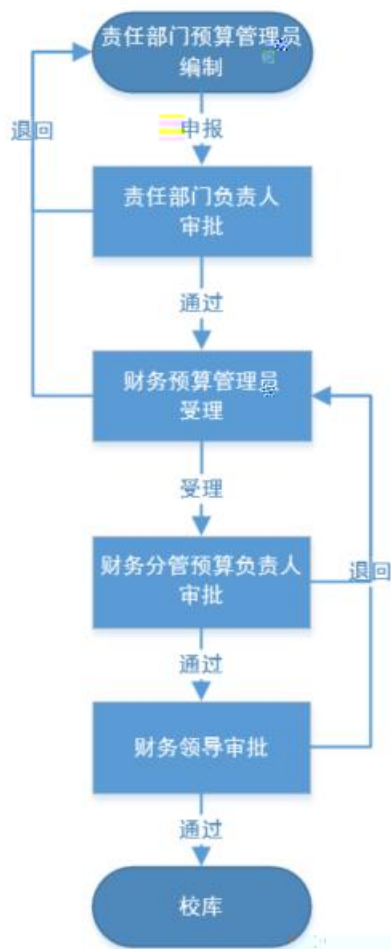 责任部门预算管理员
编制
退回
申报
责任部门负责人
审批
通过
财务预算管理员
受理
受理
财务分管预算负责人
审批
退回
通过
财务领导审批
通过
校库